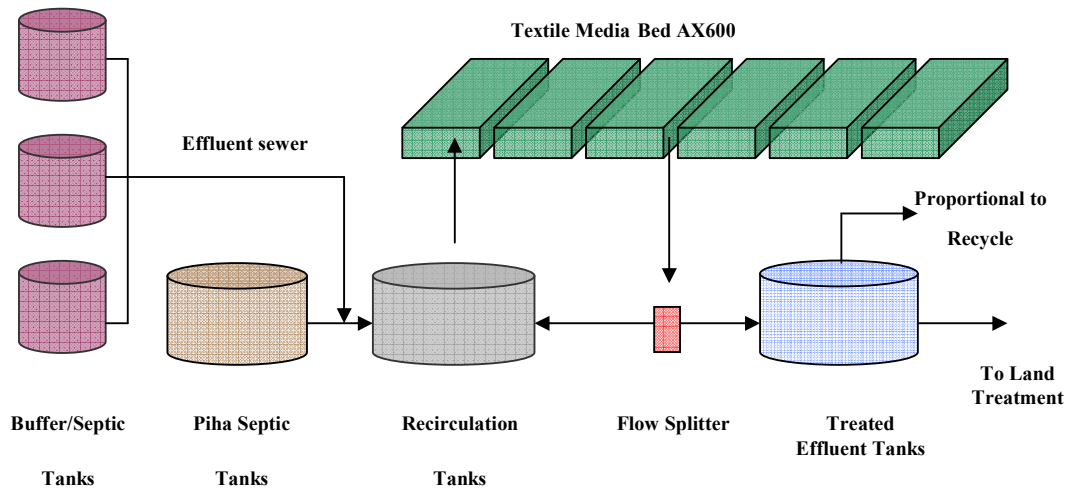 Textile Media Bed AX600
Effluent sewer
Proportional to
Recycle
To Land
Treatment
Buffer/Septic
Tanks
Piha Septic
Tanks
Recirculation
Tanks
Flow Splitter
Treated
Effluent Tanks